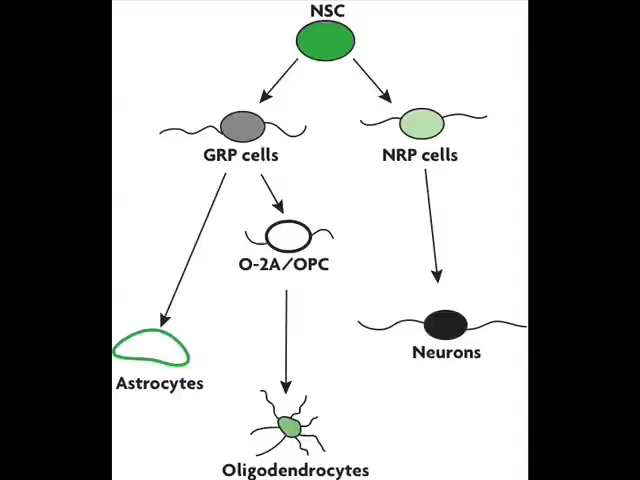 NSC
GRP cells
NRP cells
O-2A/OPC
Neurons
Astrocytes
Oligodendrocytes